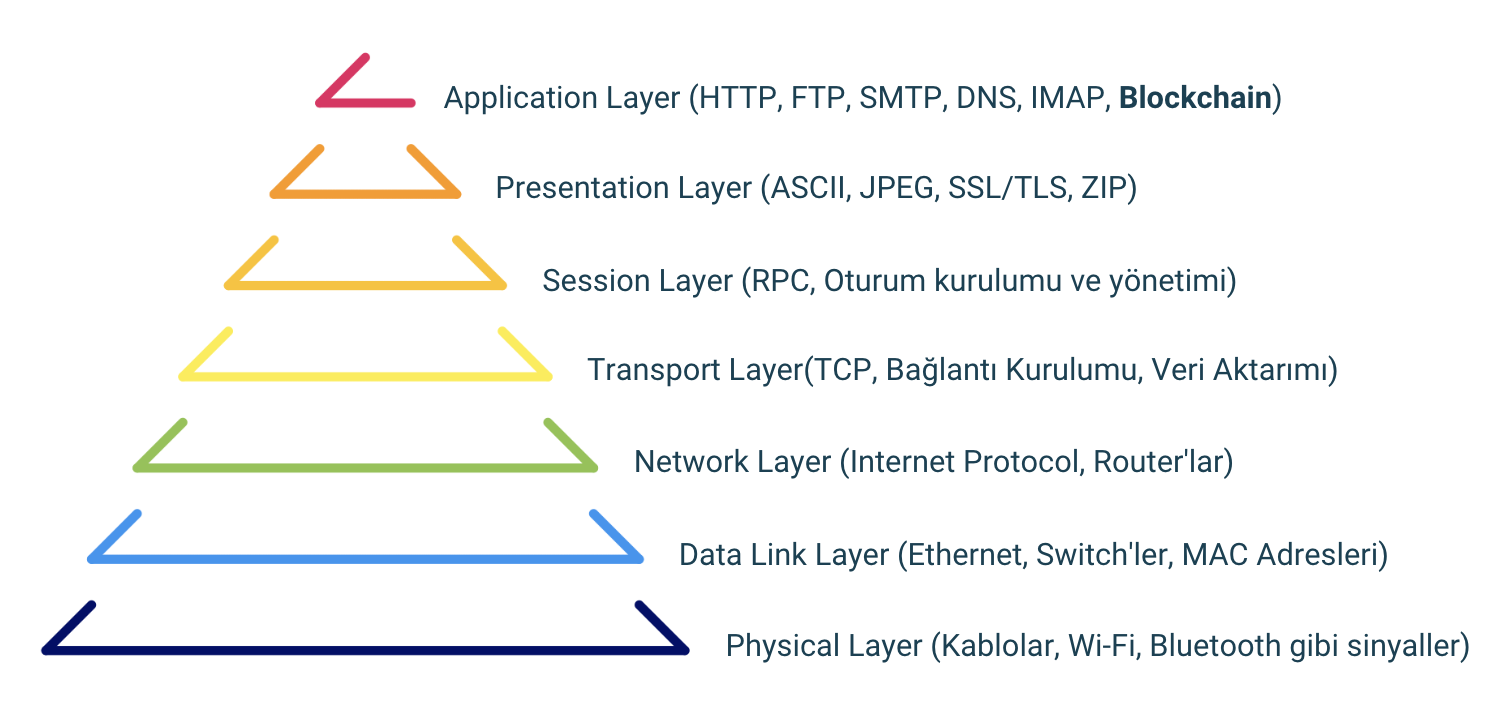 Application Layer (HTTP, FTP, SMTP, DNS, IMAP, Blockchain)
Presentation Layer (ASCII, JPEG, SSL/TLS, ZIP)
Session Layer (RPC, Oturum kurulumu ve yönetimi)
Transport Layer(TCP, Bağlantı Kurulumu, Veri Aktarımı)
Network Layer (Internet Protocol, Router'lar)
Data Link Layer (Ethernet, Switch'ler, MAC Adresleri)
Physical Layer (Kablolar, Wi-Fi, Bluetooth gibi sinyaller)